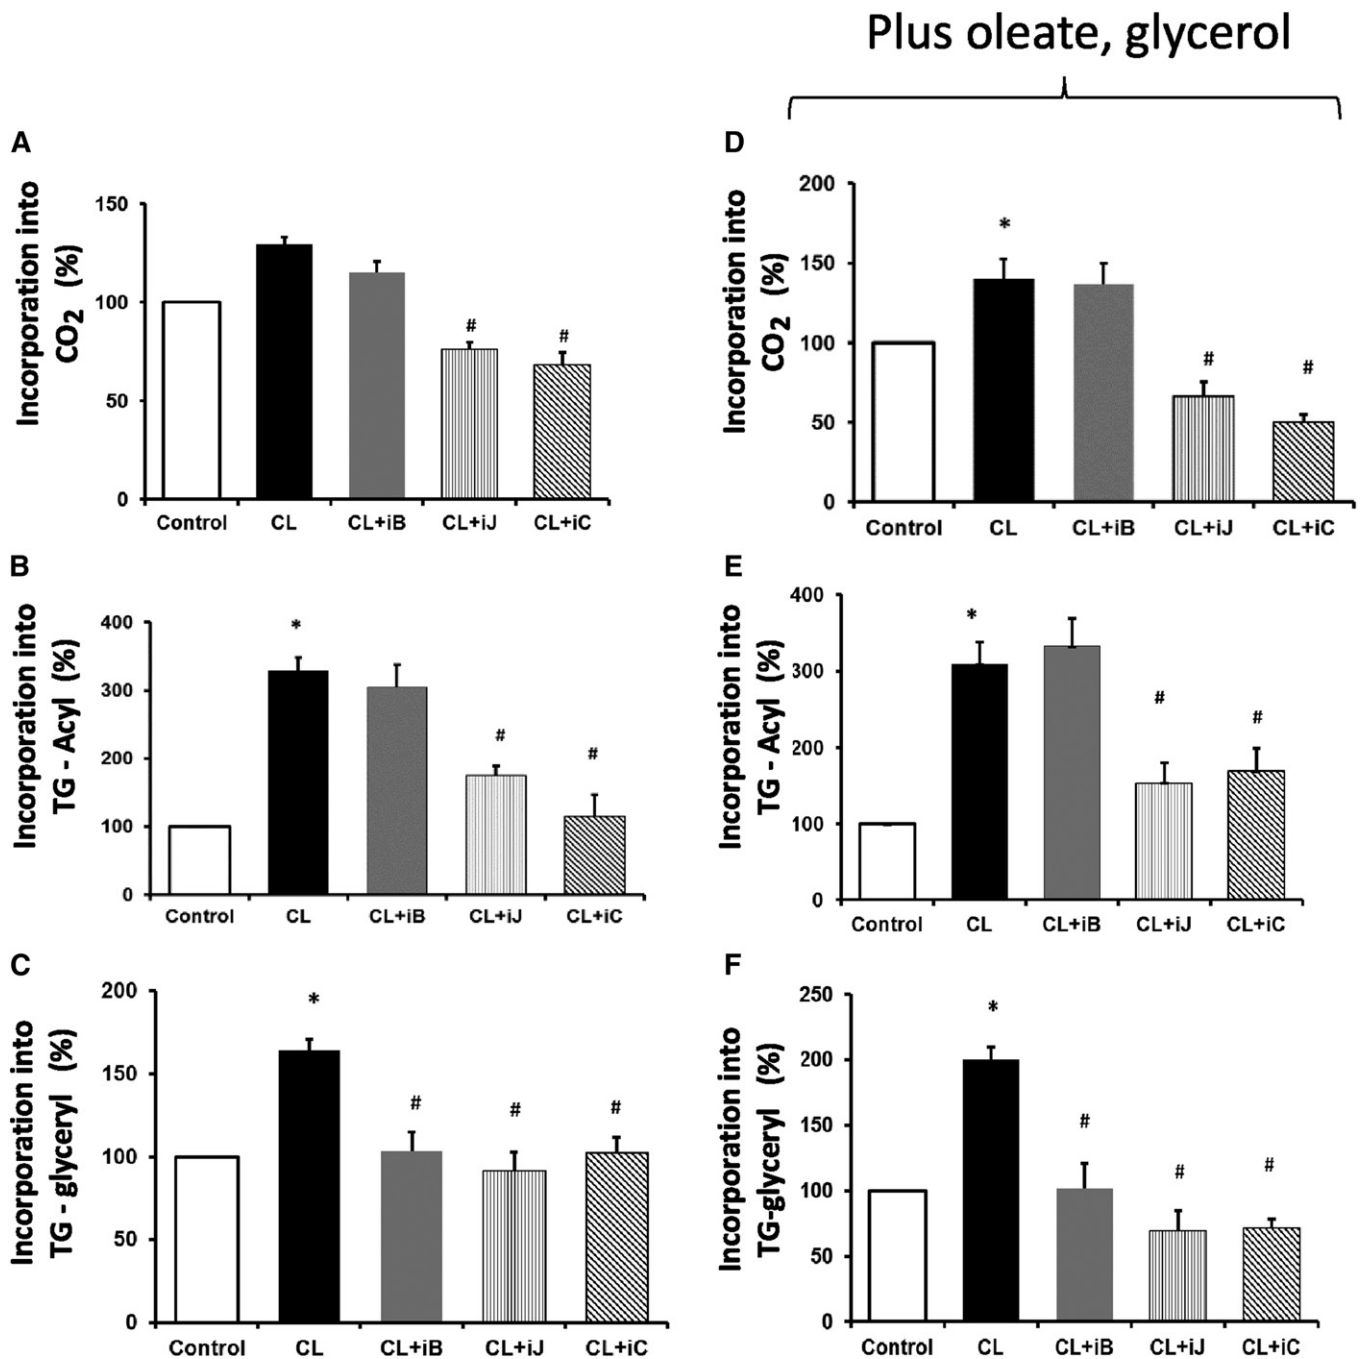 Plus oleate, glycerol
A
Incorporation into
CO2 (%)
150
100
50
0
Control CL CL+iB CL+iJ CL+iC
# #
B
Incorporation into
TG - Acyl (%)
400
300
200
100
0
Control CL CL+iB CL+iJ CL+iC
* # #
C
Incorporation into
TG - glyceryl (%)
200
150
100
50
0
Control CL CL+iB CL+iJ CL+iC
* # # #
D
Incorporation into
CO2 (%)
200
150
100
50
0
Control CL CL+iB CL+iJ CL+iC
* # #
E
Incorporation into
TG - Acyl (%)
400
300
200
100
0
Control CL CL+iB CL+iJ CL+iC
* # #
F
Incorporation into
TG-glyceryl (%)
250
200
150
100
50
0
Control CL CL+iB CL+iJ CL+iC
* # # #